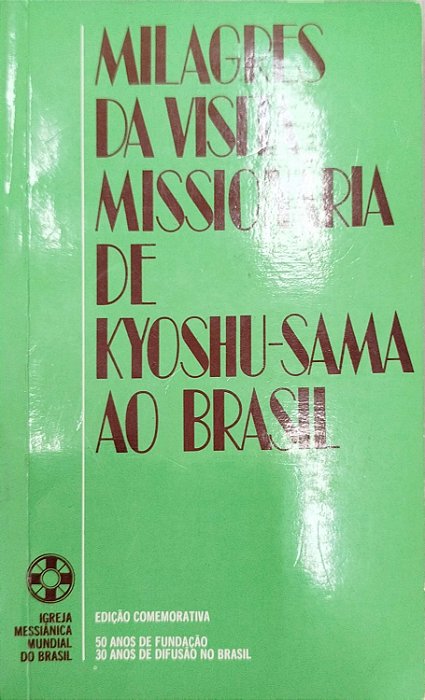 MILAGRES
DA VISITA
MISSIONÁRIA
DE
KYOSHU-SAMA
AO BRASIL
IGREJA
MESSIÂNICA
MUNDIAL
DO BRASIL
EDIÇÃO COMEMORATIVA
50 ANOS DE FUNDAÇÃO
30 ANOS DE DIFUSÃO NO BRASIL